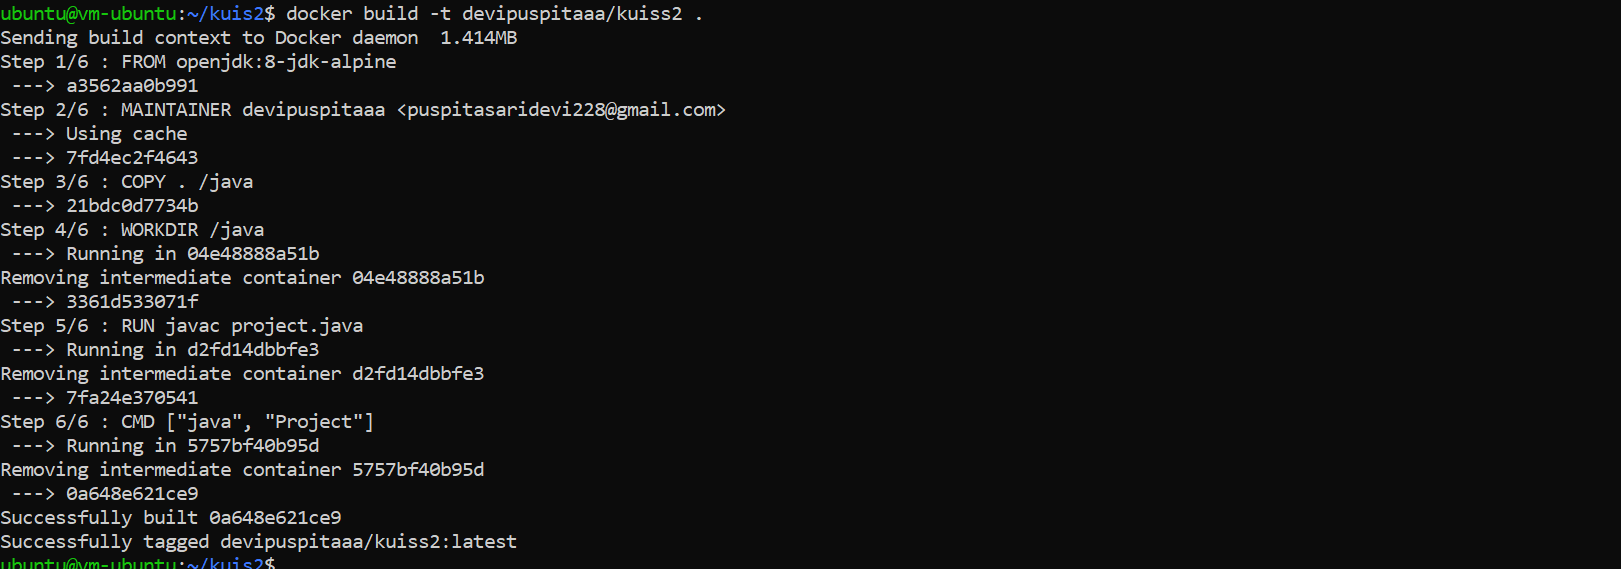 ubuntu@vm-ubuntu:~/kuis2$ docker build -t devipuspitaaa/kuiss2 .
Sending build context to Docker daemon  1.414MB
Step 1/6 : FROM openjdk:8-jdk-alpine
 ---> a3562aa0b991
Step 2/6 : MAINTAINER devipuspitaaa <puspitasaridevi228@gmail.com>
 ---> Using cache
 ---> 7fd4ec2f4643
Step 3/6 : COPY . /java
 ---> 21bdc0d7734b
Step 4/6 : WORKDIR /java
 ---> Running in 04e48888a51b
Removing intermediate container 04e48888a51b
 ---> 3361d533071f
Step 5/6 : RUN javac project.java
 ---> Running in d2fd14dbbfe3
Removing intermediate container d2fd14dbbfe3
 ---> 7fa24e370541
Step 6/6 : CMD ["java", "Project"]
 ---> Running in 5757bf40b95d
Removing intermediate container 5757bf40b95d
 ---> 0a648e621ce9
Successfully built 0a648e621ce9
Successfully tagged devipuspitaaa/kuiss2:latest
ubuntu@vm-ubuntu:~/kuis2$